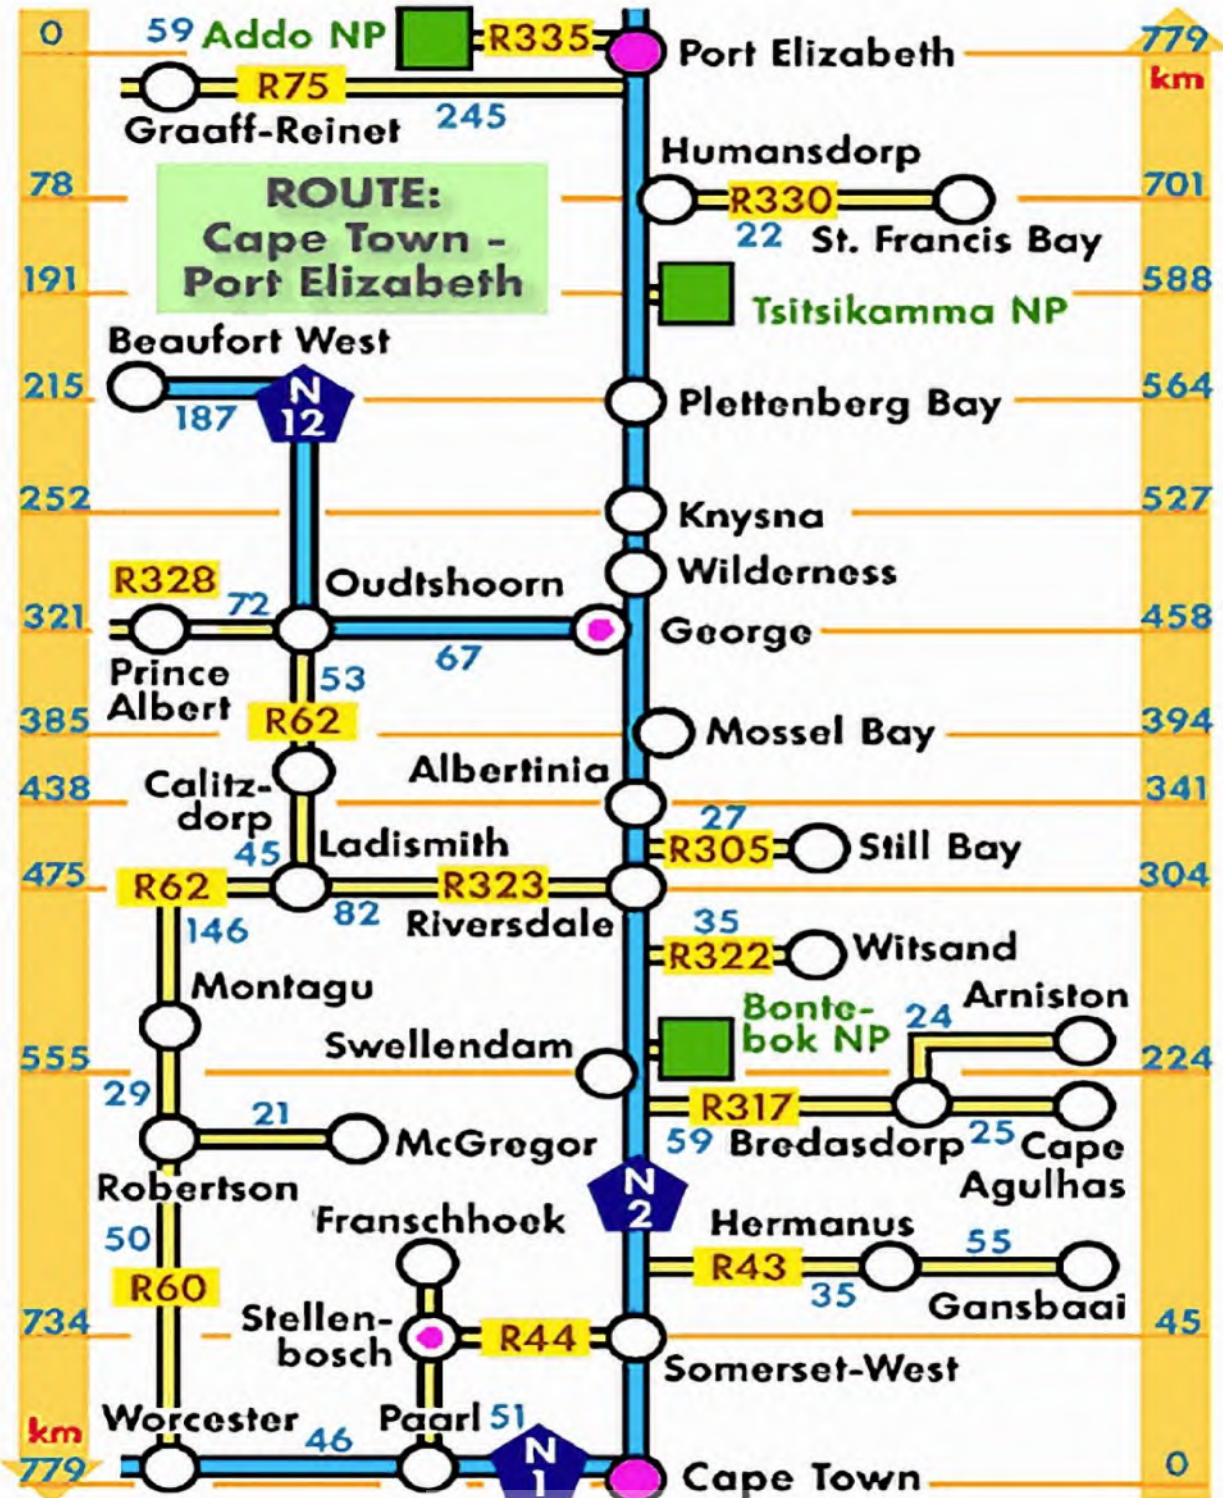 0
59
Addo NP
R335
Port Elizabeth
779
km
R75
245
Graaff-Reinet
Humansdorp
78
R330
701
22
St. Francis Bay
ROUTE:
Cape Town -
Port Elizabeth
191
588
Tsitsikamma NP
Beaufort West
215
187
N
12
Plettenberg Bay
564
252
Knysna
527
R328
Oudtshoorn
Wilderness
72
321
67
George
458
Prince
Albert
53
R62
385
Mossel Bay
394
Calitz-
dorp
Albertinia
438
341
27
R305
Still Bay
45
Ladismith
475
R62
R323
304
146
82
Riversdale
35
R322
Witsand
Montagu
Bonte-
bok NP
24
Arniston
Swellendam
555
224
29
21
McGregor
R317
59
Bredasdorp
25
Cape
Agulhas
Robertson
N
2
50
Franschhoek
Hermanus
55
R60
R43
35
Gansbaai
734
Stellen-
bosch
R44
45
Somerset-West
km
Worcester
Paarl
51
46
N
1
779
Cape Town
0